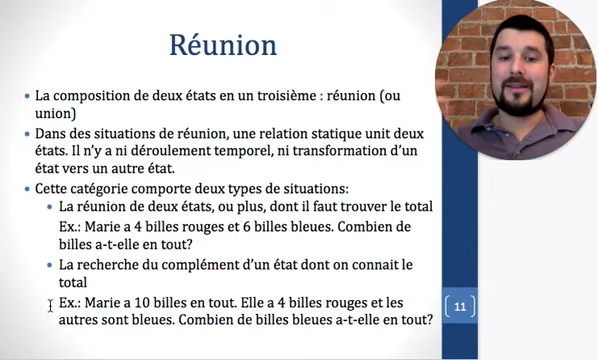 Réunion
• La composition de deux états en un troisième : réunion (ou
union)
• Dans des situations de réunion, une relation statique unit deux
états. Il n'y a ni déroulement temporel, ni transformation d'un
état vers un autre état.
• Cette catégorie comporte deux types de situations:
• La réunion de deux états, ou plus, dont il faut trouver le total
Ex.: Marie a 4 billes rouges et 6 billes bleues. Combien de
billes a-t-elle en tout?
• La recherche du complément d'un état dont on connait le
total
Ex.: Marie a 10 billes en tout. Elle a 4 billes rouges et les
autres sont bleues. Combien de billes bleues a-t-elle en tout?
11